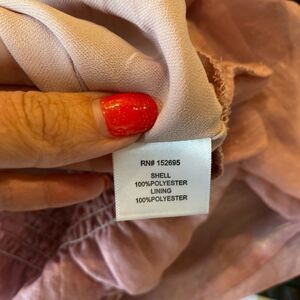 RN# 152695
SHELL
100%POLYESTER
LINING
100%POLYESTER